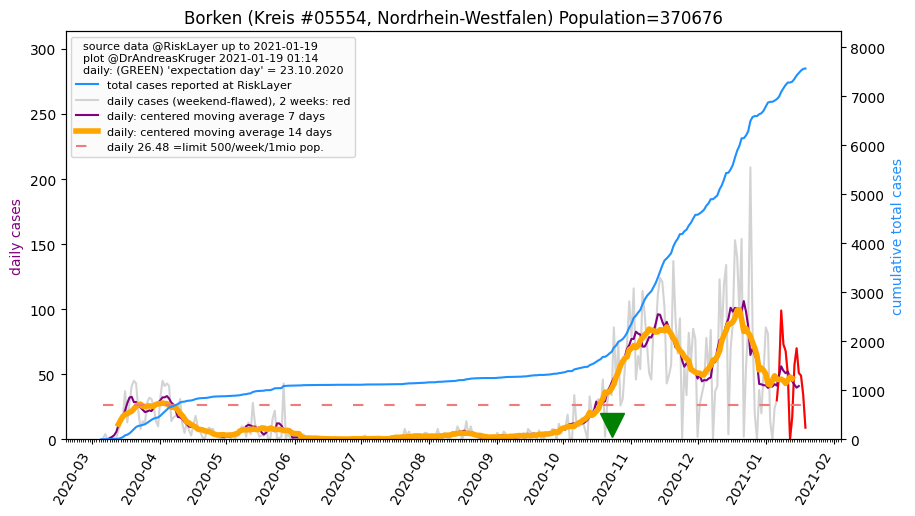 Borken (Kreis #05554, Nordrhein-Westfalen) Population=370676
source data @RiskLayer up to 2021-01-19
plot @DrAndreasKruger 2021-01-19 01:14
daily: (GREEN) 'expectation day' = 23.10.2020
total cases reported at RiskLayer
daily cases (weekend-flawed), 2 weeks: red
daily: centered moving average 7 days
daily: centered moving average 14 days
daily 26.48 =limit 500/week/1mio pop.
daily cases
300
250
200
150
100
50
0
cumulative total cases
8000
7000
6000
5000
4000
3000
2000
1000
0
2020-03
2020-04
2020-05
2020-06
2020-07
2020-08
2020-09
2020-10
2020-11
2020-12
2021-01
2021-02